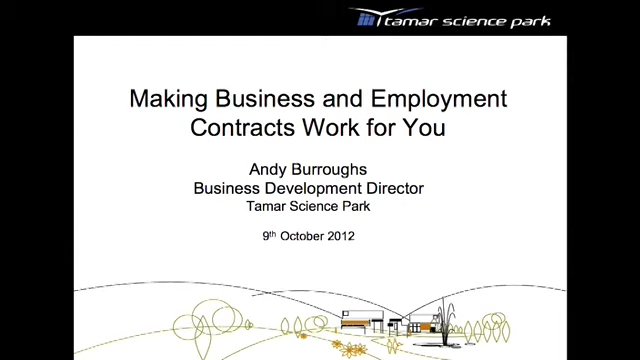 tamar science park
Making Business and Employment
Contracts Work for You
Andy Burroughs
Business Development Director
Tamar Science Park
9th October 2012